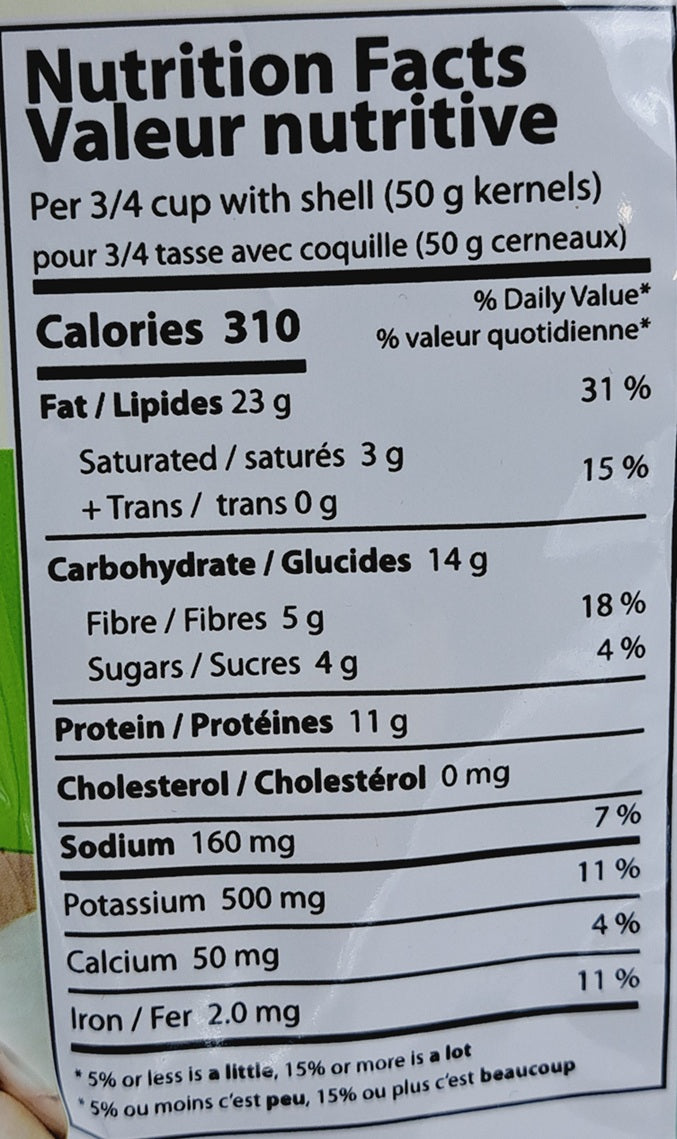 Nutrition Facts
Valeur nutritive
Per 3/4 cup with shell (50 g kernels)
pour 3/4 tasse avec coquille (50 g cerneaux)
Calories 310
% Daily Value*
% valeur quotidienne*
Fat / Lipides 23 g 31 %
Saturated / saturés 3 g
+ Trans / trans 0 g 15 %
Carbohydrate / Glucides 14 g
Fibre / Fibres 5 g 18 %
Sugars / Sucres 4 g 4 %
Protein / Protéines 11 g
Cholesterol / Cholestérol 0 mg
Sodium 160 mg 7 %
Potassium 500 mg 11 %
Calcium 50 mg 4 %
Iron / Fer 2.0 mg 11 %
* 5% or less is a little, 15% or more is a lot
* 5% ou moins c'est peu, 15% ou plus c'est beaucoup